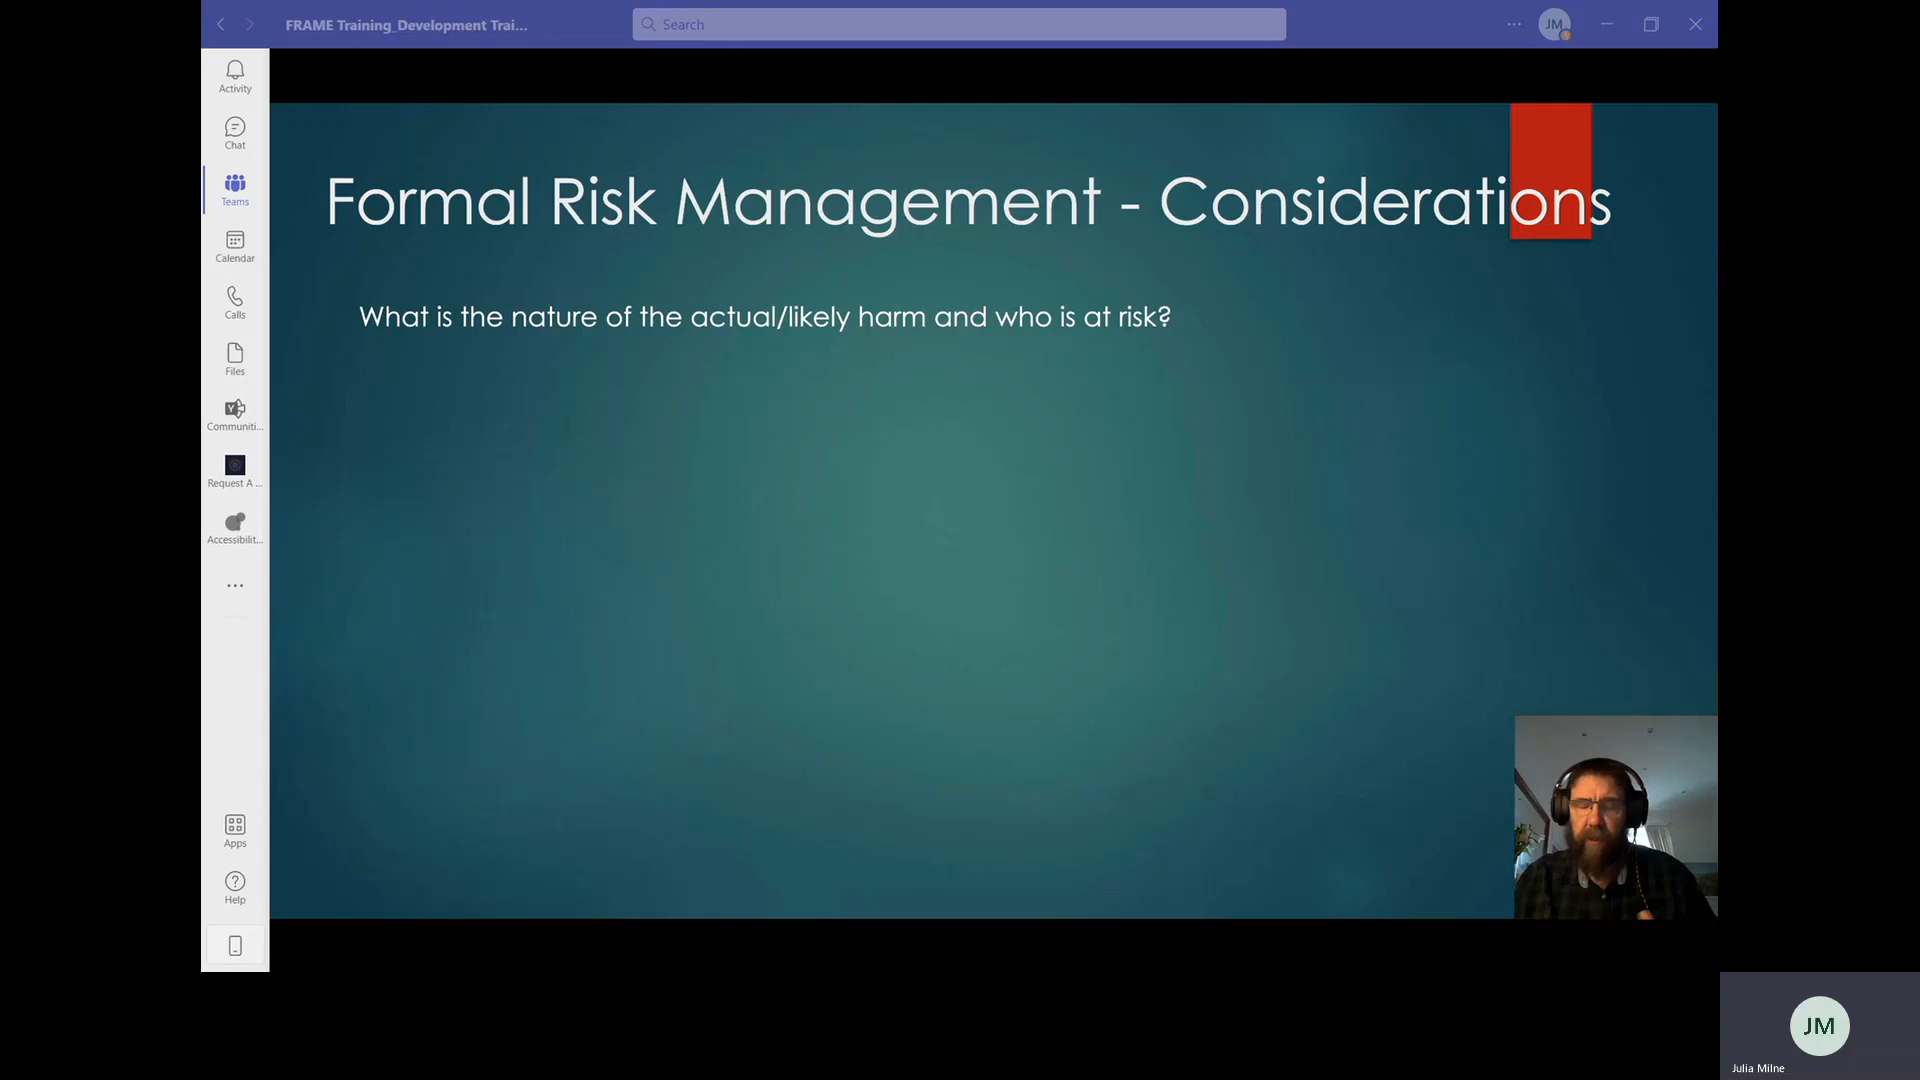 FRAME Training_Development Trai...
Search
JM
Activity
Chat
Teams
Calendar
Calls
Files
Communiti...
Request A ...
Accessibilit...
Apps
Help
Formal Risk Management - Considerations
What is the nature of the actual/likely harm and who is at risk?
JM
Julia Milne